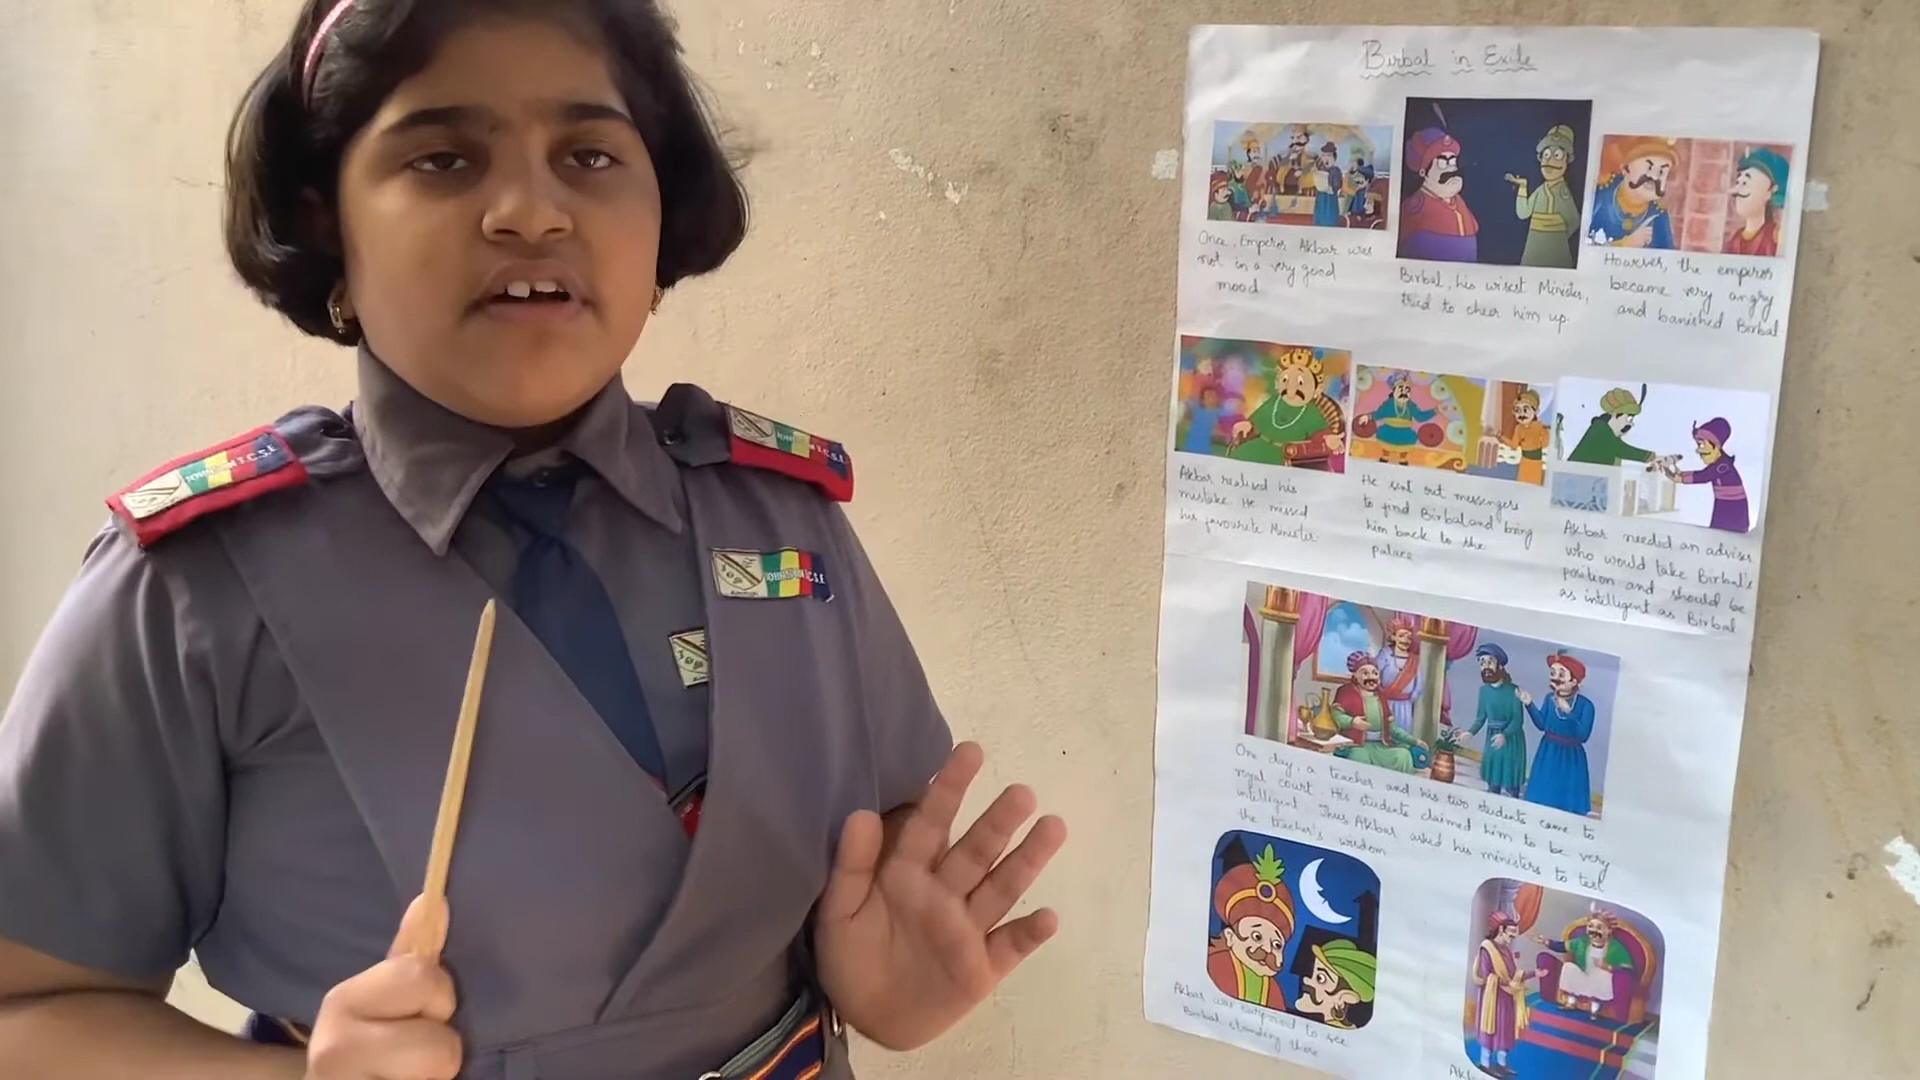 Birbal in Exile
Once, Emperor Akbar was
not in a very good
mood
Birbal, his wisest Minister,
tried to cheer him up.
However, the emperor
became very angry
and banished Birbal
Akbar realised his
mistake. He missed
his favourite Minister.
He sent out messengers
to find Birbal and bring
him back to the
palace
Akbar needed an adviser
who would take Birbal's
position and should be
as intelligent as Birbal
One day, a teacher and his two students came to
royal court. His students claimed him to be very
intelligent. Thus Akbar asked his ministers to test
the teacher's wisdom
Akbar was surprised to see
Birbal standing there